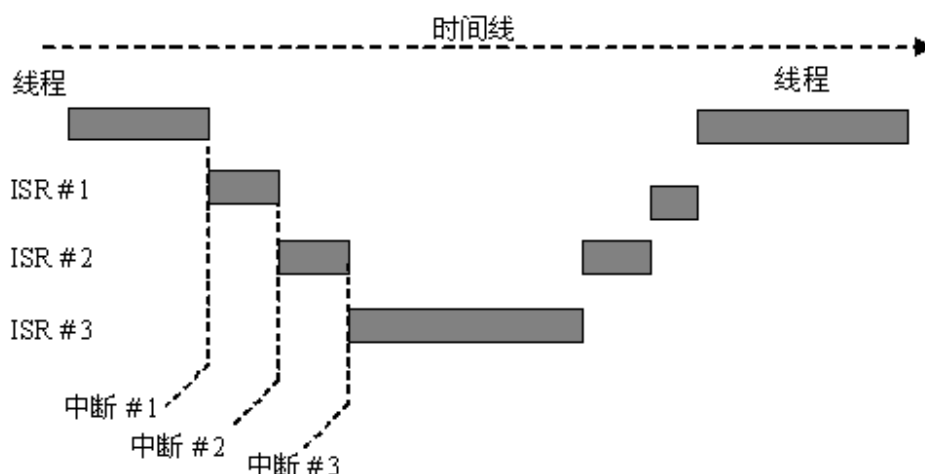 时间线
线程
线程
ISR #1
ISR #2
ISR #3
中断 #1
中断 #2
中断 #3